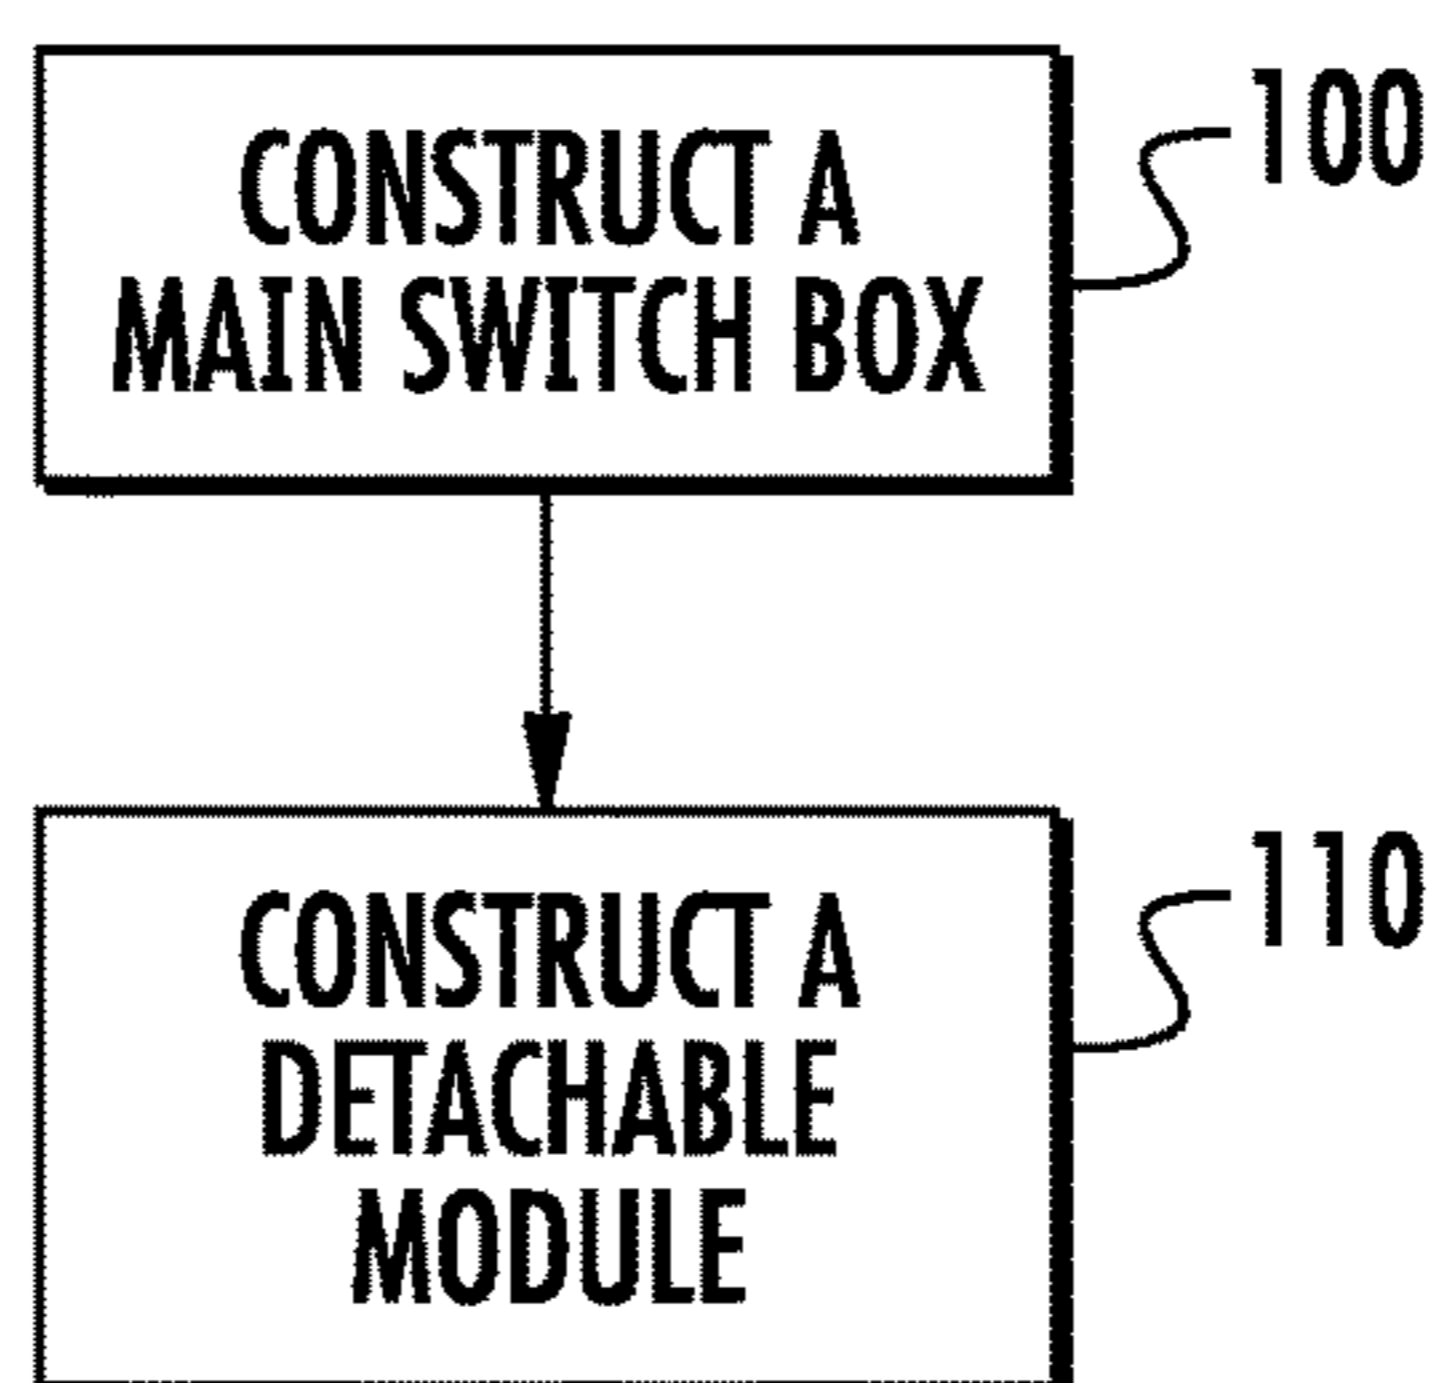 CONSTRUCT A
MAIN SWITCH BOX
100
CONSTRUCT A
DETACHABLE
MODULE
110